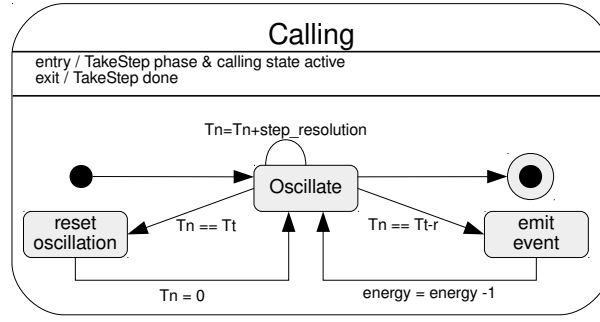 Calling
entry / TakeStep phase & calling state active
exit / TakeStep done
Tn=Tn+step_resolution
Oscillate
reset
oscillation
Tn == Tt
Tn == Tt-r
emit
event
Tn = 0
energy = energy -1